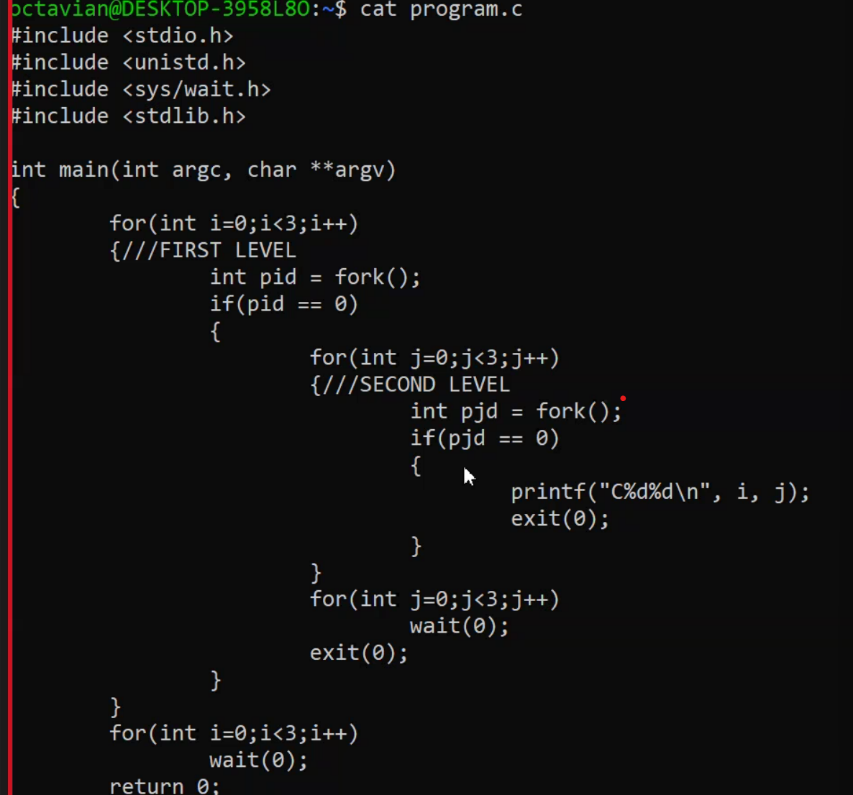 octavian@DESKTOP-3958L8O:~$ cat program.c
#include <stdio.h>
#include <unistd.h>
#include <sys/wait.h>
#include <stdlib.h>

int main(int argc, char **argv)
{
        for(int i=0;i<3;i++)
        {///FIRST LEVEL
                int pid = fork();
                if(pid == 0)
                {
                        for(int j=0;j<3;j++)
                        {///SECOND LEVEL
                                int pjd = fork();
                                if(pjd == 0)
                                {
                                        printf("C%d%d\n", i, j);
                                        exit(0);
                                }
                        }
                        for(int j=0;j<3;j++)
                                wait(0);
                        exit(0);
                }
        }
        for(int i=0;i<3;i++)
                wait(0);
        return 0;